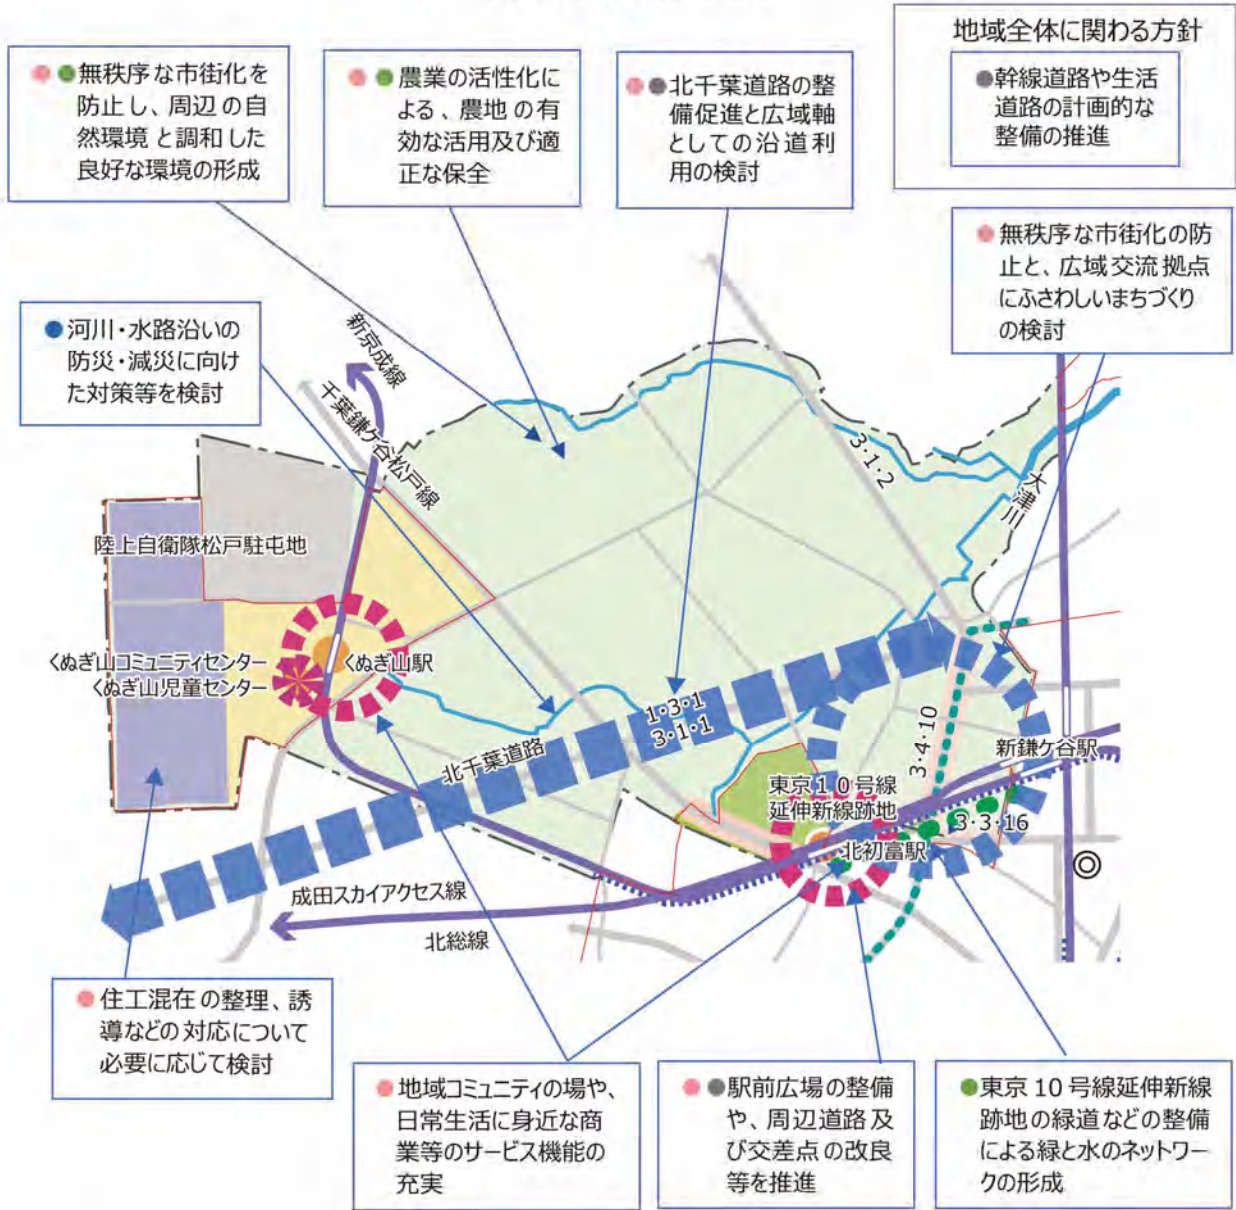 地域全体に関わる方針
●幹線道路や生活
道路の計画的な
整備の推進
●●無秩序な市街化を
防止し、周辺の自
然環境と調和した
良好な環境の形成
●●農業の活性化に
よる、農地の有
効な活用及び適
正な保全
●●北千葉道路の整
備促進と広域軸
としての沿道利
用の検討
●無秩序な市街化の防
止と、広域交流拠点
にふさわしいまちづくり
の検討
●河川・水路沿いの
防災・減災に向け
た対策等を検討
新京成線
千葉鎌ケ谷松戸線
3・1・2
大津川
陸上自衛隊松戸駐屯地
くぬぎ山コミュニティセンター
くぬぎ山児童センター
くぬぎ山駅
1・3・1
3・1・1
北千葉道路
3・4・10
新鎌ケ谷駅
東京10号線
延伸新線跡地
3・3・16
北初富駅
成田スカイアクセス線
北総線
●住工混在の整理、誘
導などの対応について
必要に応じて検討
●地域コミュニティの場や、
日常生活に身近な商
業等のサービス機能の
充実
●●駅前広場の整備
や、周辺道路及
び交差点の改良
等を推進
●東京10号線延伸新線
跡地の緑道などの整備
による緑と水のネットワー
クの形成